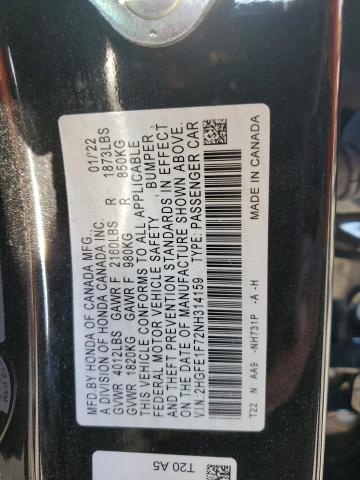 MFD BY HONDA OF CANADA MFG. 01/22
A DIVISION OF HONDA CANADA INC.
GVWR 4012LBS GAWR F 2160LBS R 1873LBS
GVWR 1820KG GAWR F 980KG R 850KG
THIS VEHICLE CONFORMS TO ALL APPLICABLE
FEDERAL MOTOR VEHICLE SAFETY BUMPER,
AND THEFT PREVENTION STANDARDS, IN EFFECT
ON THE DATE OF MANUFACTURE SHOWN ABOVE.
V.I.N.: 2HGFE1F72NH314159 TYPE: PASSENGER CAR
T22 N AA9 -NH731P -A -H MADE IN CANADA
T20 A5